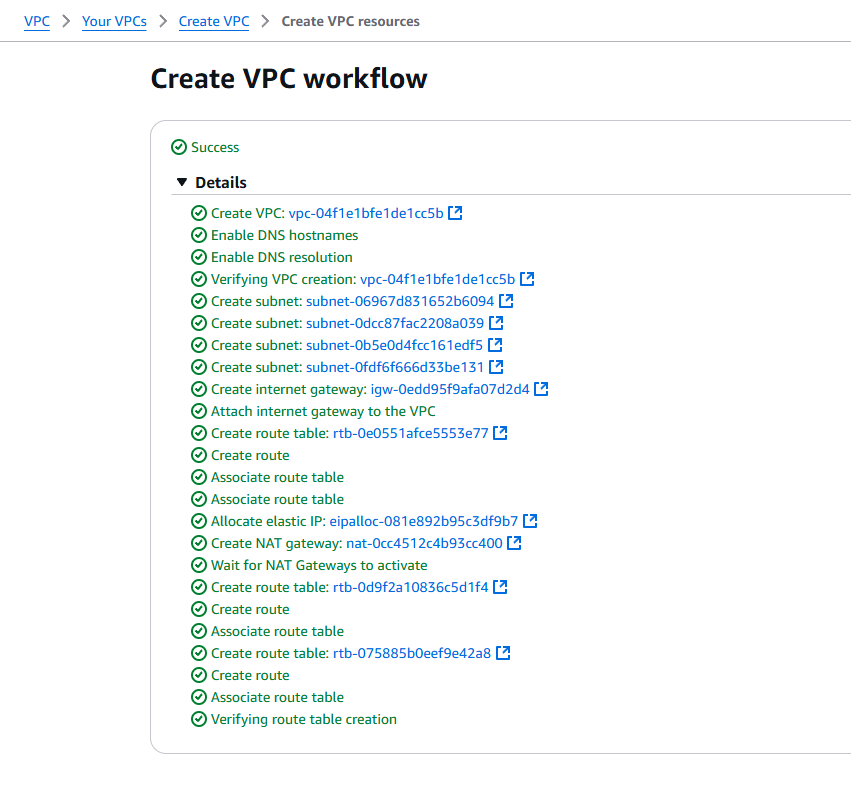 VPC > Your VPCs > Create VPC > Create VPC resources
Create VPC workflow
Success
Details
Create VPC: vpc-04f1e1bfe1de1cc5b
Enable DNS hostnames
Enable DNS resolution
Verifying VPC creation: vpc-04f1e1bfe1de1cc5b
Create subnet: subnet-06967d831652b6094
Create subnet: subnet-0dcc87fac2208a039
Create subnet: subnet-0b5e0d4fcc161edf5
Create subnet: subnet-0fdf6f666d33be131
Create internet gateway: igw-0edd95f9afa07d2d4
Attach internet gateway to the VPC
Create route table: rtb-0e0551afce5553e77
Create route
Associate route table
Associate route table
Allocate elastic IP: eipalloc-081e892b95c3df9b7
Create NAT gateway: nat-0cc4512c4b93cc400
Wait for NAT Gateways to activate
Create route table: rtb-0d9f2a10836c5d1f4
Create route
Associate route table
Create route table: rtb-075885b0eef9e42a8
Create route
Associate route table
Verifying route table creation